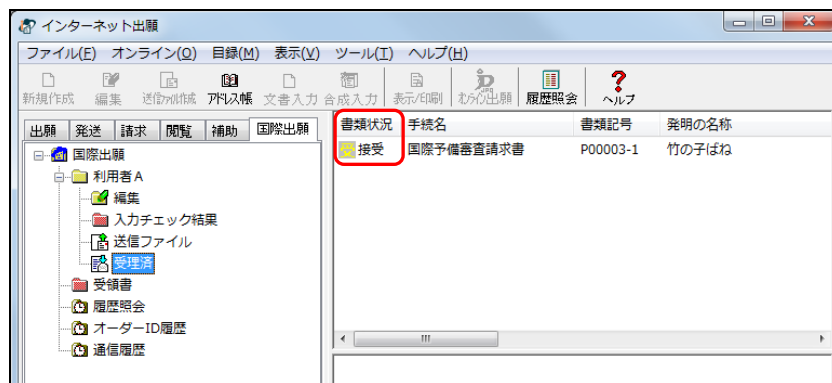 インターネット出願
ファイル(F) オンライン(O) 目録(M) 表示(V) ツール(T) ヘルプ(H)
新規作成 編集 送信ファイル作成 アドレス帳 文書入力 合成入力 表示/印刷 オンライン出願 履歴照会 ヘルプ
出願 発送 請求 閲覧 補助 国際出願
書類状況 手続名 書類記号 発明の名称
接受 国際予備審査請求書 P00003-1 竹の子ばね
国際出願
利用者A
編集
入力チェック結果
送信ファイル
受理済
受領書
履歴照会
オーダーID履歴
通信履歴